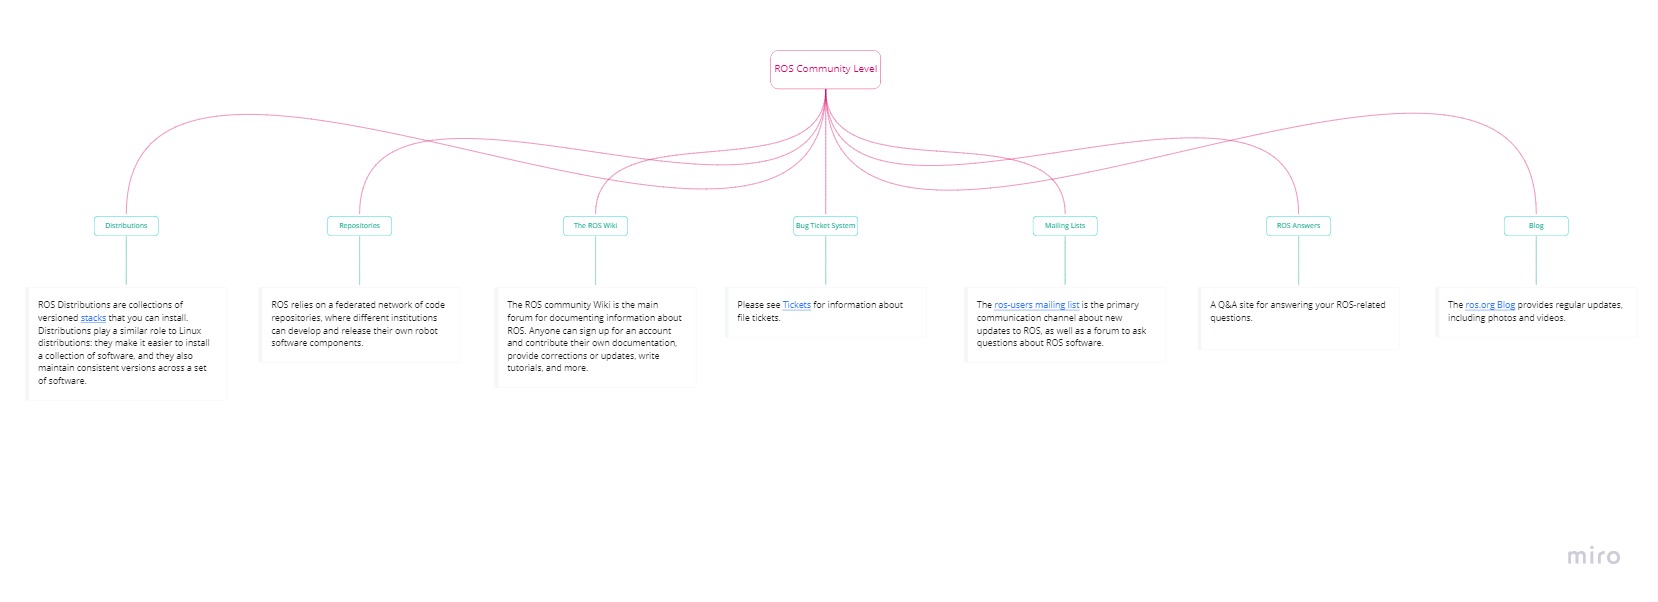 ROS Community Level
Distributions
Repositories
The ROS Wiki
Bug Ticket System
Mailing Lists
ROS Answers
Blog
ROS Distributions are collections of
versioned stacks that you can install.
Distributions play a similar role to Linux
distributions: they make it easier to install
a collection of software, and they also
maintain consistent versions across a set
of software.
ROS relies on a federated network of code
repositories, where different institutions
can develop and release their own robot
software components.
The ROS community Wiki is the main
forum for documenting information about
ROS. Anyone can sign up for an account
and contribute their own documentation,
provide corrections or updates, write
tutorials, and more.
Please see Tickets for information about
file tickets.
The ros-users mailing list is the primary
communication channel about new
updates to ROS, as well as a forum to ask
questions about ROS software.
A Q&A site for answering your ROS-related
questions.
The ros.org Blog provides regular updates,
including photos and videos.
miro